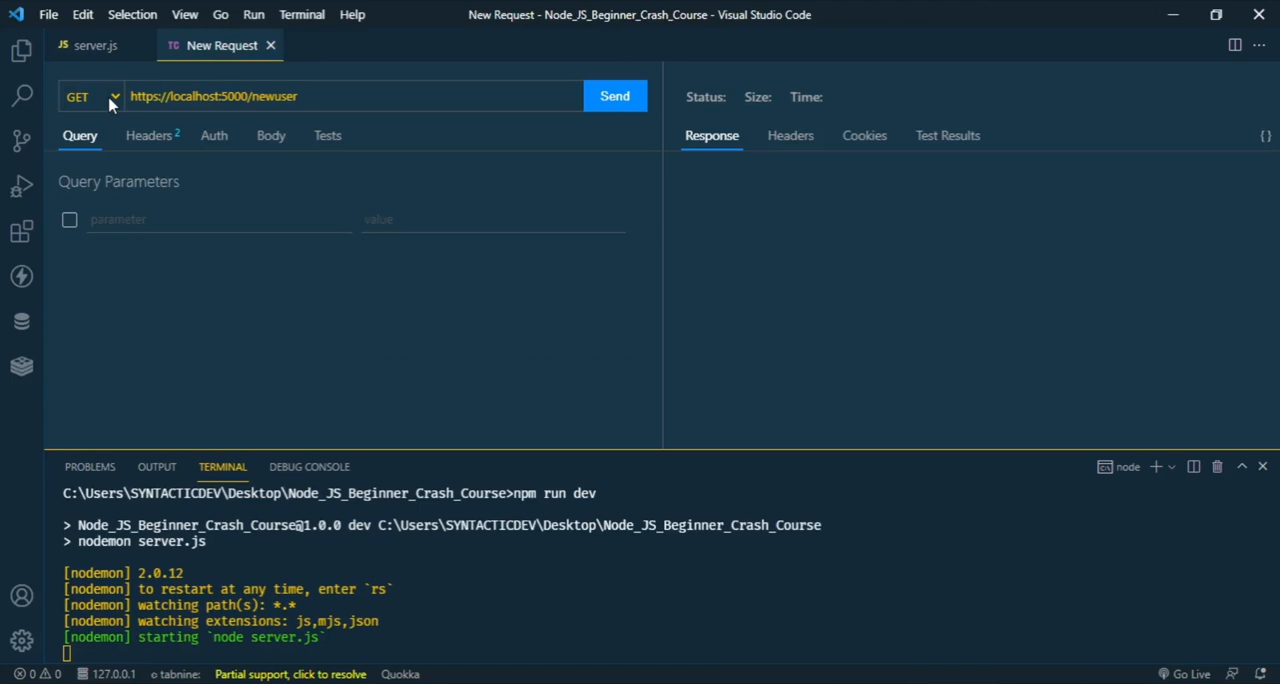 File Edit Selection View Go Run Terminal Help New Request - Node_JS_Beginner_Crash_Course - Visual Studio Code
JS server.js TC New Request
GET https://localhost:5000/newuser Send Status: Size: Time:
Query Headers 2 Auth Body Tests Response Headers Cookies Test Results {}
Query Parameters
parameter value
PROBLEMS OUTPUT TERMINAL DEBUG CONSOLE node
C:\Users\SYNTACTICDEV\Desktop\Node_JS_Beginner_Crash_Course>npm run dev
> Node_JS_Beginner_Crash_Course@1.0.0 dev C:\Users\SYNTACTICDEV\Desktop\Node_JS_Beginner_Crash_Course
> nodemon server.js
[nodemon] 2.0.12
[nodemon] to restart at any time, enter `rs`
[nodemon] watching path(s): *.*
[nodemon] watching extensions: js,mjs,json
[nodemon] starting `node server.js`
0 0 127.0.0.1 tabnine: Partial support, click to resolve Quokka Go Live